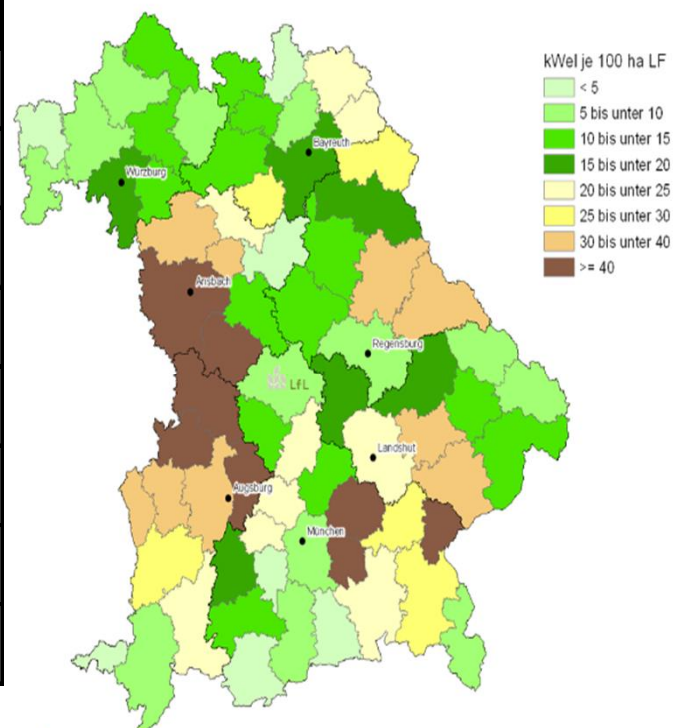 kWel je 100 ha LF
< 5
5 bis unter 10
10 bis unter 15
15 bis unter 20
20 bis unter 25
25 bis unter 30
30 bis unter 40
>= 40
Bayreuth
Würzburg
Ansbach
Regensburg
LfL
Landshut
Augsburg
München